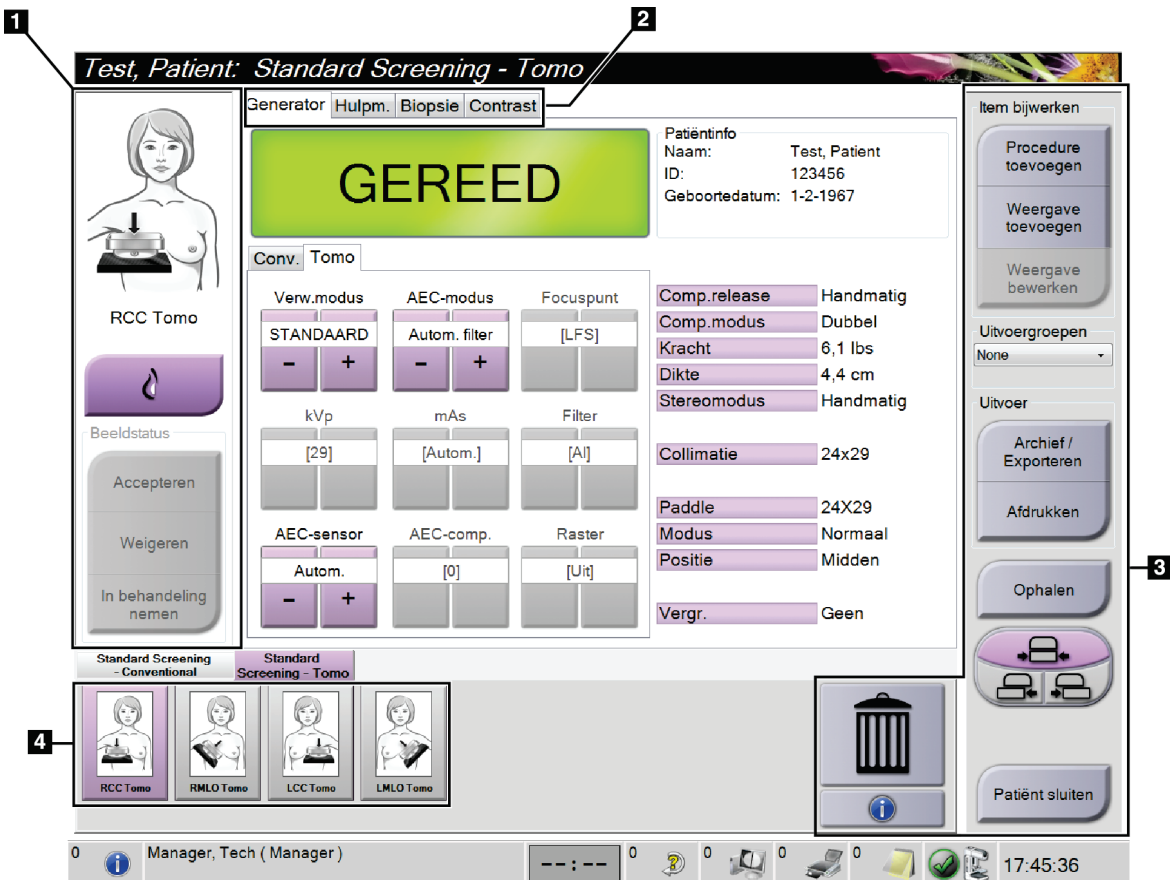 1
2
Test, Patient: Standard Screening - Tomo
Generator Hulpm. Biopsie Contrast
GEREED
Patiëntinfo
Naam: Test, Patient
ID: 123456
Geboortedatum: 1-2-1967
RCC Tomo
Beeldstatus
Accepteren
Weigeren
In behandeling
nemen
Conv. Tomo
Verw.modus AEC-modus Focuspunt
STANDAARD Autom. filter [LFS]
- + - +
kVp mAs Filter
[29] [Autom.] [Al]
AEC-sensor AEC-comp. Raster
Autom. [0] [Uit]
- +
Comp.release Handmatig
Comp.modus Dubbel
Kracht 6,1 lbs
Dikte 4,4 cm
Stereomodus Handmatig
Collimatie 24x29
Paddle 24X29
Modus Normaal
Positie Midden
Vergr. Geen
Item bijwerken
Procedure
toevoegen
Weergave
toevoegen
Weergave
bewerken
Uitvoergroepen
None
Uitvoer
Archief /
Exporteren
Afdrukken
3
Ophalen
Patiënt sluiten
Standard Screening
- Conventional
Standard
Screening - Tomo
4
RCC Tomo RMLO Tomo LCC Tomo LMLO Tomo
0 Manager, Tech ( Manager ) --:-- 0 0 0 0 17:45:36